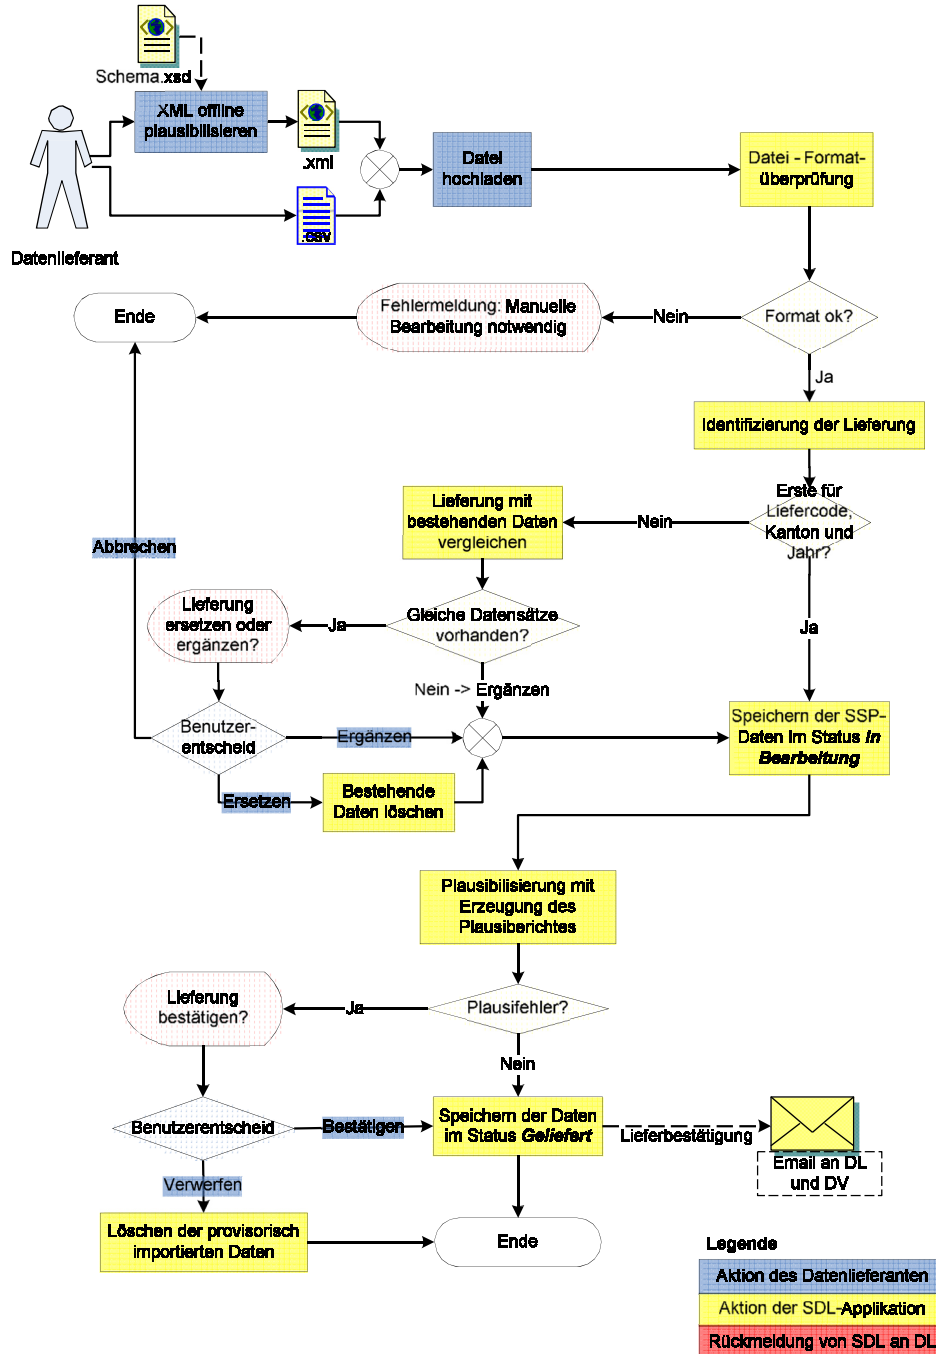 Schema.xsd
XML offline
plausibilisieren
.xml
.csv
Datenlieferant
Datei
hochladen
Datei - Format-
überprüfung
Ende
Fehlermeldung: Manuelle
Bearbeitung notwendig
Nein
Format ok?
Ja
Identifizierung der Lieferung
Erste für
Liefercode,
Kanton und
Jahr?
Nein
Lieferung mit
bestehenden Daten
vergleichen
Abbrechen
Lieferung
ersetzen oder
ergänzen?
Ja
Gleiche Datensätze
vorhanden?
Ja
Nein -> Ergänzen
Benutzer-
entscheid
Ergänzen
Speichern der SSP-
Daten im Status in
Bearbeitung
Ersetzen
Bestehende
Daten löschen
Plausibilisierung mit
Erzeugung des
Plausiberichtes
Lieferung
bestätigen?
Ja
Plausifehler?
Nein
Benutzerentscheid
Bestätigen
Speichern der Daten
im Status Geliefert
Lieferbestätigung
Email an DL
und DV
Verwerfen
Löschen der provisorisch
importierten Daten
Ende
Legende
Aktion des Datenlieferanten
Aktion der SDL-Applikation
Rückmeldung von SDL an DL